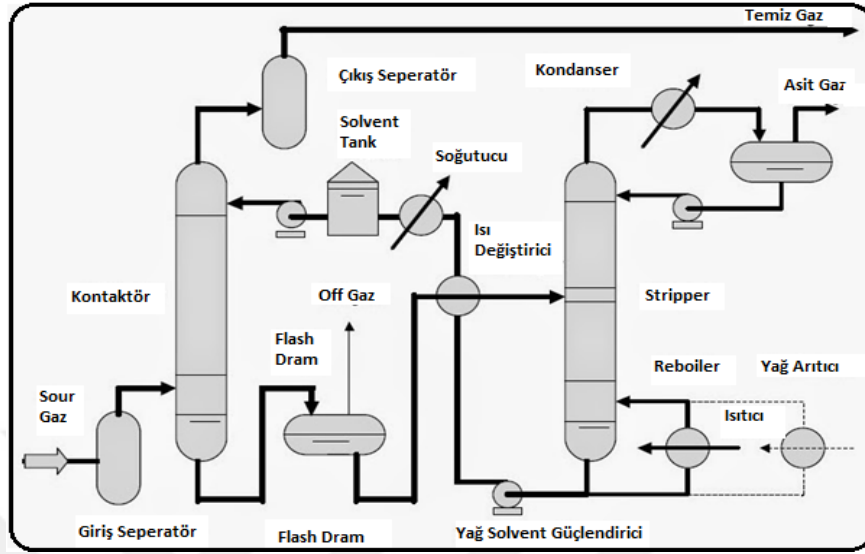 Temiz Gaz
Çıkış Seperatör
Kondanser
Asit Gaz
Solvent
Tank
Soğutucu
Isı
Değiştirici
Kontaktör
Off Gaz
Stripper
Flash
Dram
Reboiler
Yağ Arıtıcı
Sour
Gaz
Isıtıcı
Giriş Seperatör
Flash Dram
Yağ Solvent Güçlendirici